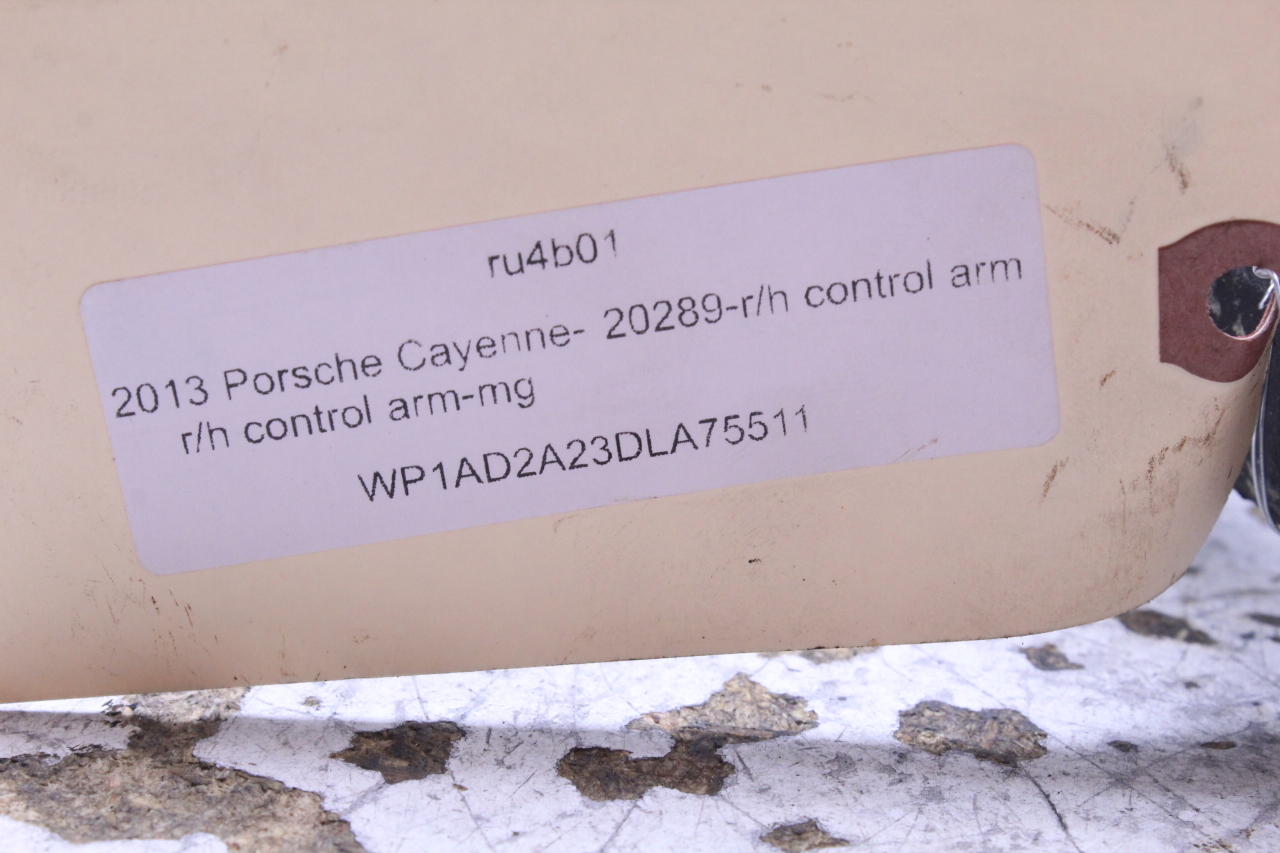 ru4b01
2013 Porsche Cayenne- 20289-r/h control arm
r/h control arm-mg
WP1AD2A23DLA75511